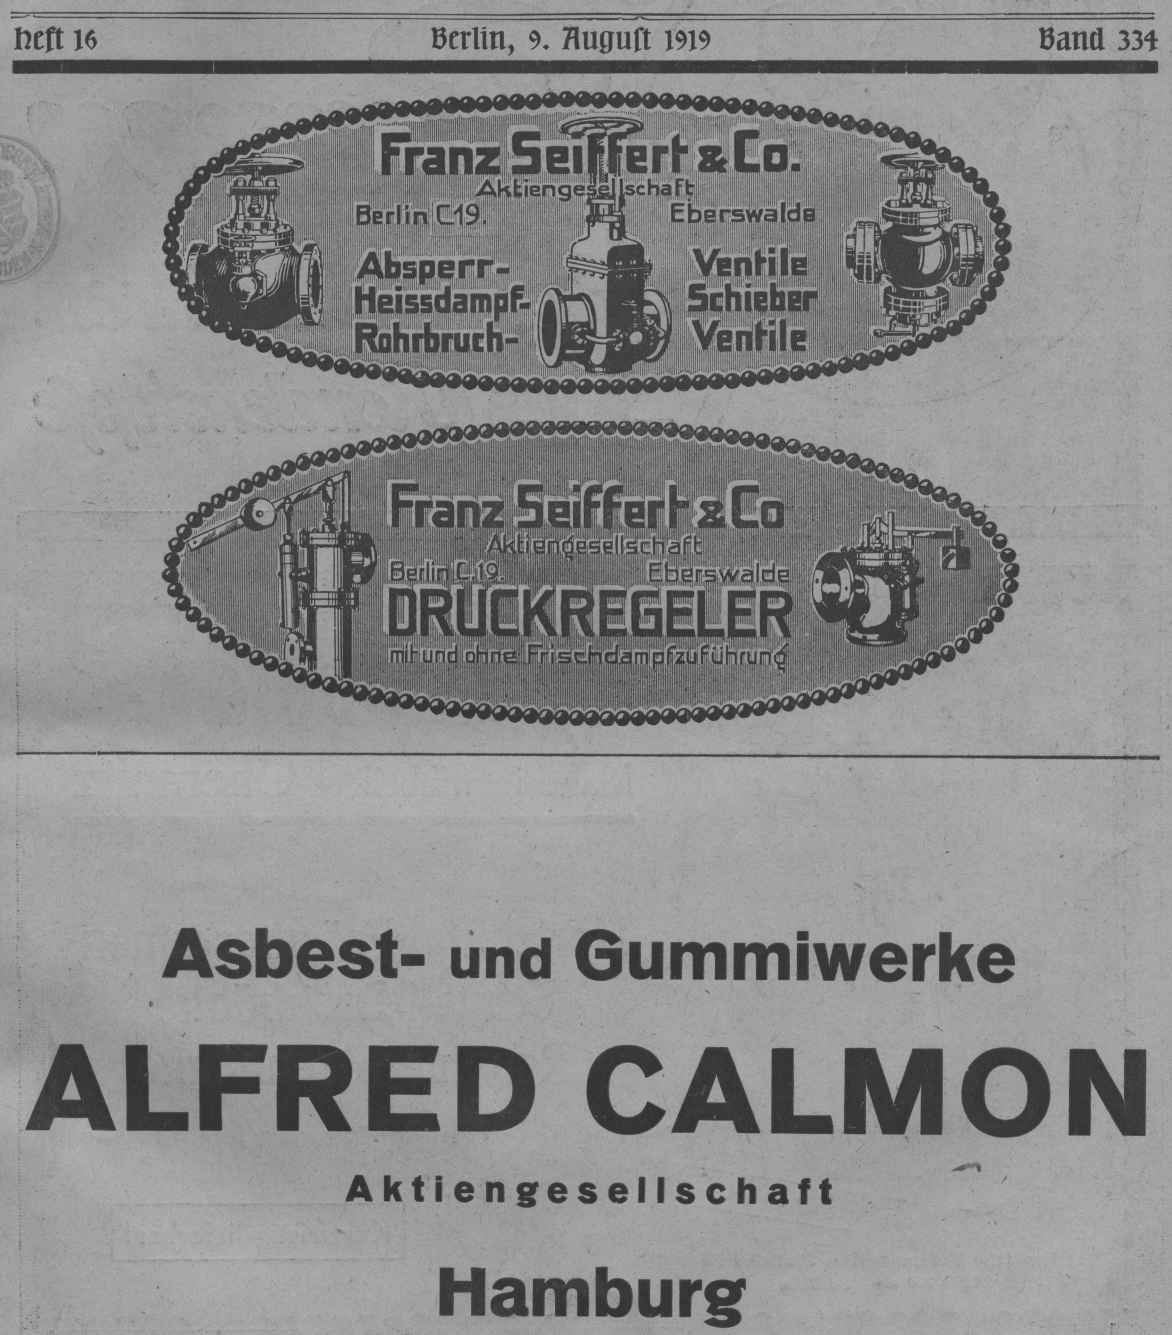 Heft 16 Berlin, 9. Auguſt 1919 Band 334
Franz Seiffert & Co.
Aktiengesellschaft
Berlin C19. Eberswalde
Absperr- Ventile
Heissdampf- Schieber
Rohrbruch- Ventile
Franz Seiffert & Co
Aktiengesellschaft
Berlin C.19. Eberswalde
DRUCKREGELER
mit und ohne Frischdampfzuführung
Asbest- und Gummiwerke
ALFRED CALMON
Aktiengesellschaft
Hamburg